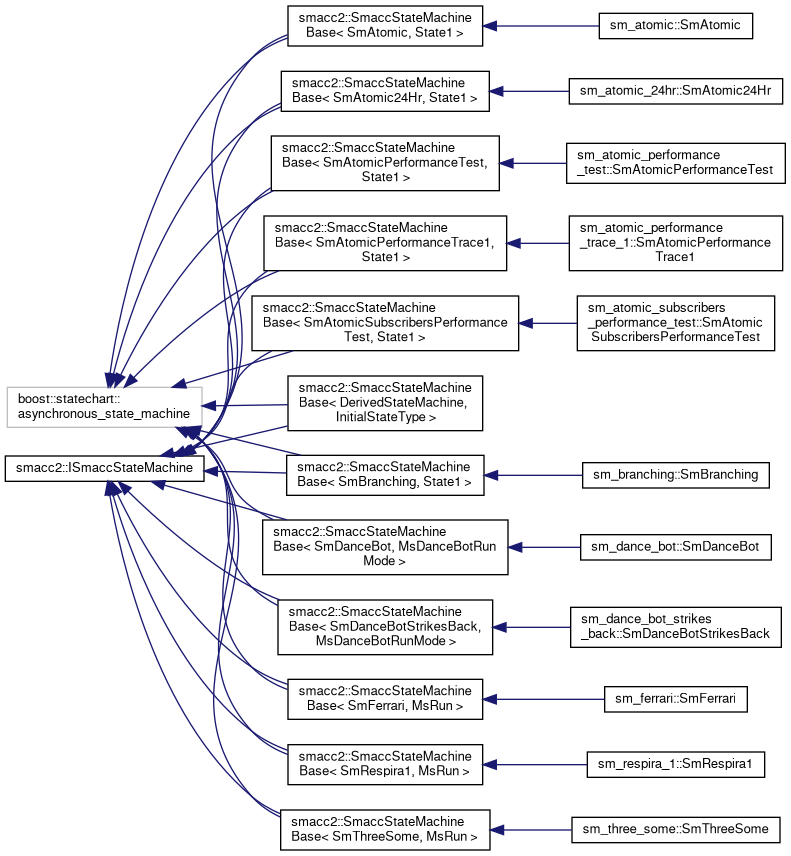 smacc2::SmaccStateMachine
Base< SmAtomic, State1 >
sm_atomic::SmAtomic
smacc2::SmaccStateMachine
Base< SmAtomic24Hr, State1 >
sm_atomic_24hr::SmAtomic24Hr
smacc2::SmaccStateMachine
Base< SmAtomicPerformanceTest,
State1 >
sm_atomic_performance
_test::SmAtomicPerformanceTest
smacc2::SmaccStateMachine
Base< SmAtomicPerformanceTrace1,
State1 >
sm_atomic_performance
_trace_1::SmAtomicPerformance
Trace1
smacc2::SmaccStateMachine
Base< SmAtomicSubscribersPerformance
Test, State1 >
sm_atomic_subscribers
_performance_test::SmAtomic
SubscribersPerformanceTest
boost::statechart::
asynchronous_state_machine
smacc2::SmaccStateMachine
Base< DerivedStateMachine,
InitialStateType >
smacc2::ISmaccStateMachine
smacc2::SmaccStateMachine
Base< SmBranching, State1 >
sm_branching::SmBranching
smacc2::SmaccStateMachine
Base< SmDanceBot, MsDanceBotRun
Mode >
sm_dance_bot::SmDanceBot
smacc2::SmaccStateMachine
Base< SmDanceBotStrikesBack,
MsDanceBotRunMode >
sm_dance_bot_strikes
_back::SmDanceBotStrikesBack
smacc2::SmaccStateMachine
Base< SmFerrari, MsRun >
sm_ferrari::SmFerrari
smacc2::SmaccStateMachine
Base< SmRespira1, MsRun >
sm_respira_1::SmRespira1
smacc2::SmaccStateMachine
Base< SmThreeSome, MsRun >
sm_three_some::SmThreeSome